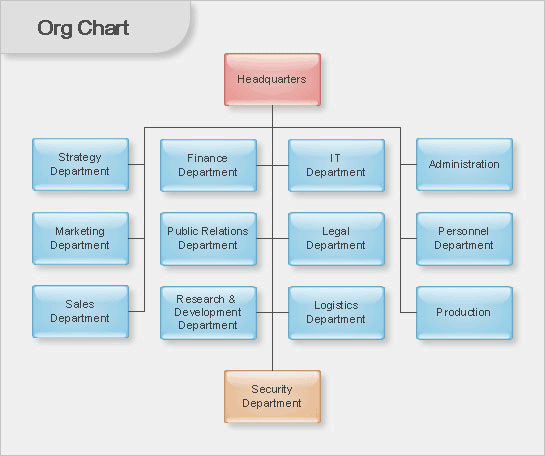 Org Chart
Headquarters
Strategy
Department
Finance
Department
IT
Department
Administration
Marketing
Department
Public Relations
Department
Legal
Department
Personnel
Department
Sales
Department
Research &
Development
Department
Logistics
Department
Production
Security
Department